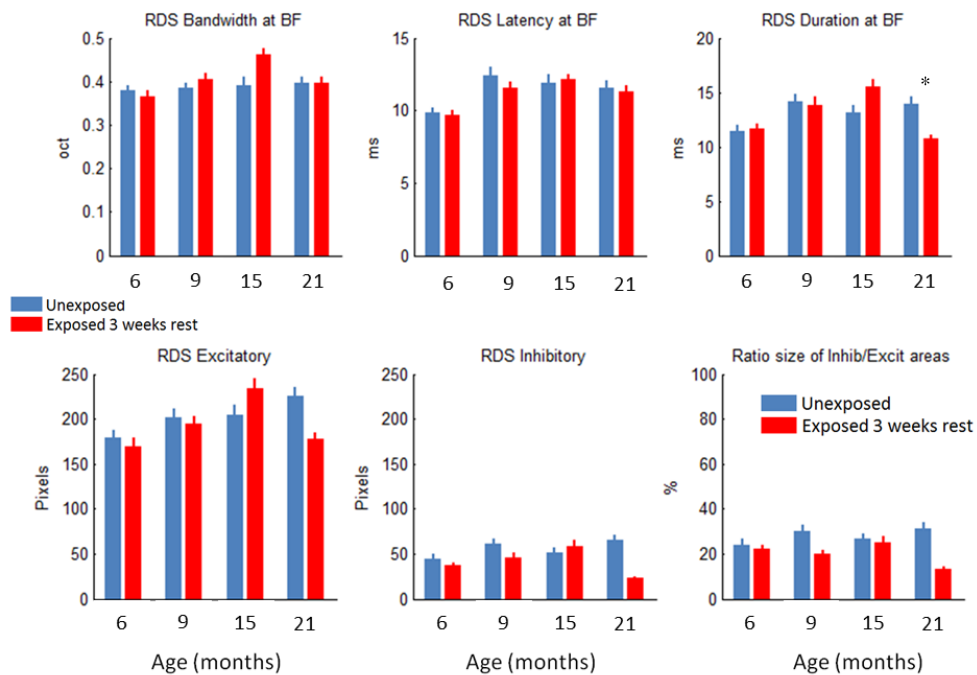 RDS Bandwidth at BF
0.5
0.4
0.3
0.2
0.1
0
oct
6 9 15 21
RDS Latency at BF
15
10
5
0
ms
6 9 15 21
RDS Duration at BF
20
15
10
5
0
ms
*
6 9 15 21
Unexposed
Exposed 3 weeks rest
RDS Excitatory
250
200
150
100
50
0
Pixels
6 9 15 21
Age (months)
RDS Inhibitory
250
200
150
100
50
0
Pixels
6 9 15 21
Age (months)
Ratio size of Inhib/Excit areas
100
80
60
40
20
0
%
Unexposed
Exposed 3 weeks rest
6 9 15 21
Age (months)